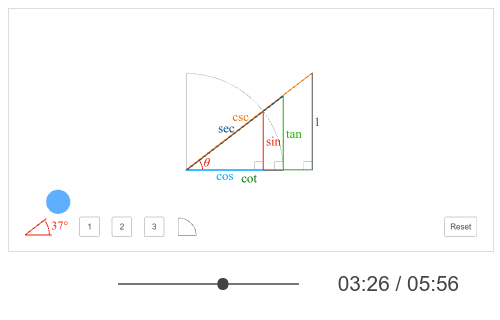 csc
1
sec
tan
sin
θ
cos
cot
37°
1
2
3
Reset
03:26 / 05:56